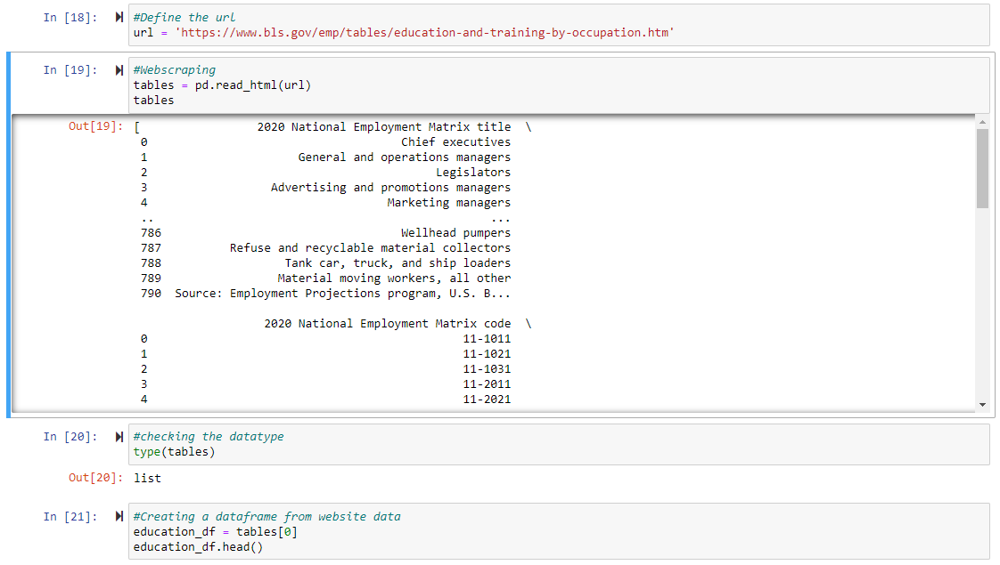 In [18]: #Define the url
url = 'https://www.bls.gov/emp/tables/education-and-training-by-occupation.htm'
In [19]: #Webscraping
tables = pd.read_html(url)
tables
Out[19]: [ 2020 National Employment Matrix title \
0 Chief executives
1 General and operations managers
2 Legislators
3 Advertising and promotions managers
4 Marketing managers
.. ...
786 Wellhead pumpers
787 Refuse and recyclable material collectors
788 Tank car, truck, and ship loaders
789 Material moving workers, all other
790 Source: Employment Projections program, U.S. B...
2020 National Employment Matrix code \
0 11-1011
1 11-1021
2 11-1031
3 11-2011
4 11-2021
In [20]: #checking the datatype
type(tables)
Out[20]: list
In [21]: #Creating a dataframe from website data
education_df = tables[0]
education_df.head()